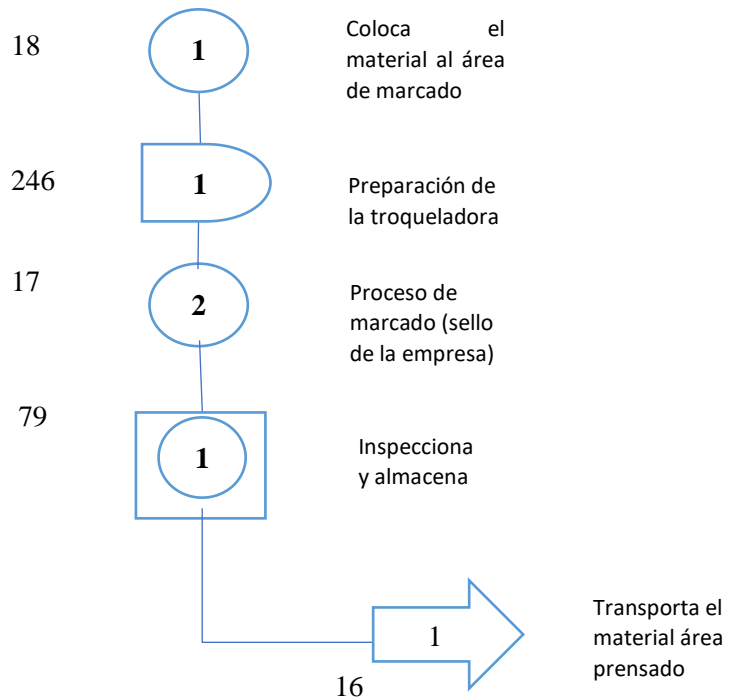 18
1
Coloca el
material al área
de marcado
246
1
Preparación de
la troqueladora
17
2
Proceso de
marcado (sello
de la empresa)
79
1
Inspecciona
y almacena
1
16
Transporta el
material área
prensado